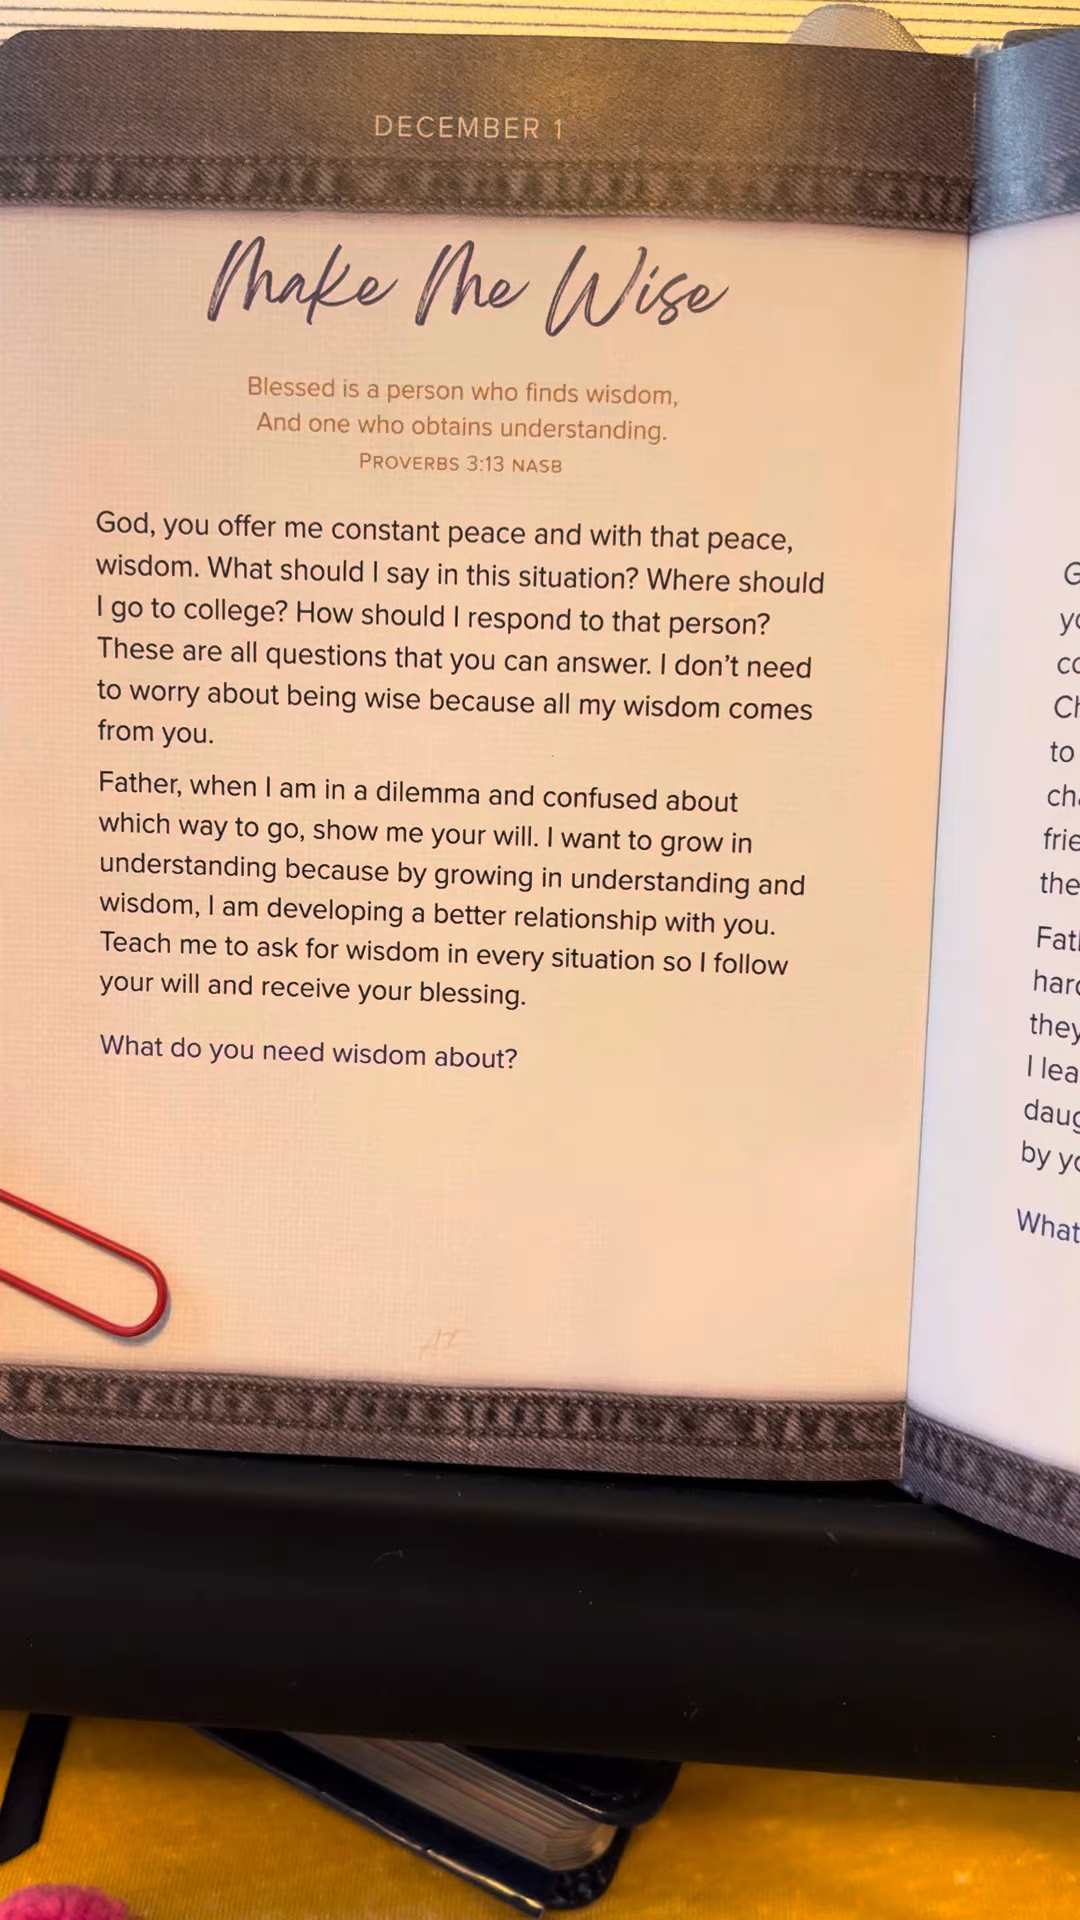 DECEMBER 1
Make Me Wise
Blessed is a person who finds wisdom,
And one who obtains understanding.
PROVERBS 3:13 NASB
God, you offer me constant peace and with that peace,
wisdom. What should I say in this situation? Where should
I go to college? How should I respond to that person?
These are all questions that you can answer. I don’t need
to worry about being wise because all my wisdom comes
from you.
Father, when I am in a dilemma and confused about
which way to go, show me your will. I want to grow in
understanding because by growing in understanding and
wisdom, I am developing a better relationship with you.
Teach me to ask for wisdom in every situation so I follow
your will and receive your blessing.
What do you need wisdom about?
to
the
they
I lea
by
What